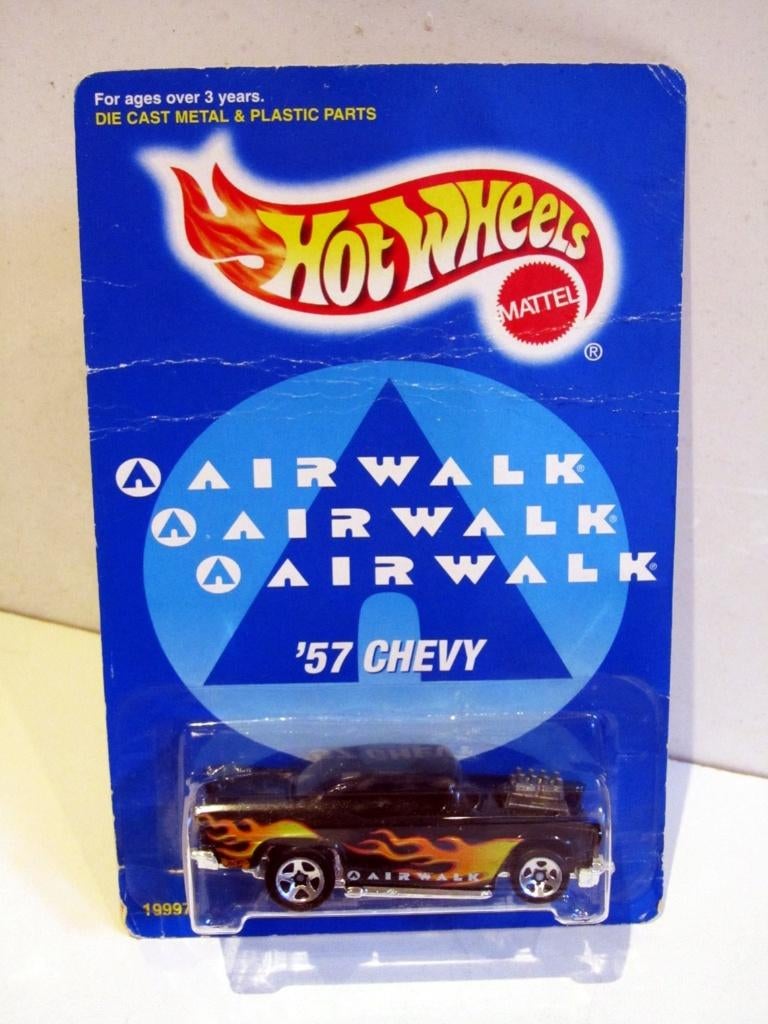 For ages over 3 years.
DIE CAST METAL & PLASTIC PARTS
HOT WHEELS
MATTEL
®
AIRWALK®
AIRWALK®
AIRWALK®
'57 CHEVY
AIRWALK
19997